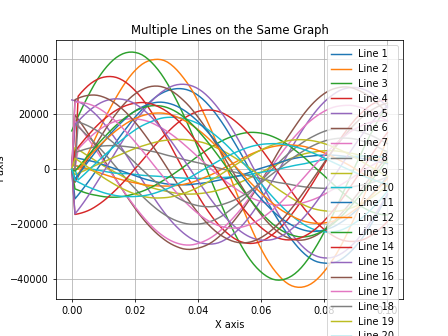 Multiple Lines on the Same Graph
40000
20000
0
−20000
−40000
0.00
0.02
0.04
0.06
0.08
X axis
Line 1
Line 2
Line 3
Line 4
Line 5
Line 6
Line 7
Line 8
Line 9
Line 10
Line 11
Line 12
Line 13
Line 14
Line 15
Line 16
Line 17
Line 18
Line 19